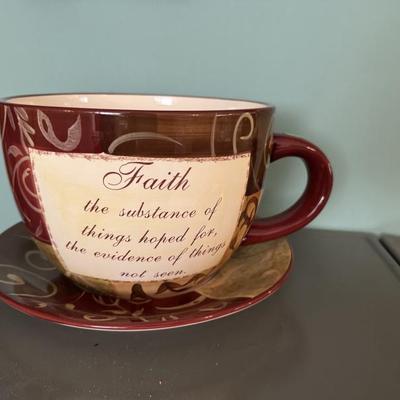 Faith
the substance of
things hoped for,
the evidence of things
not seen.